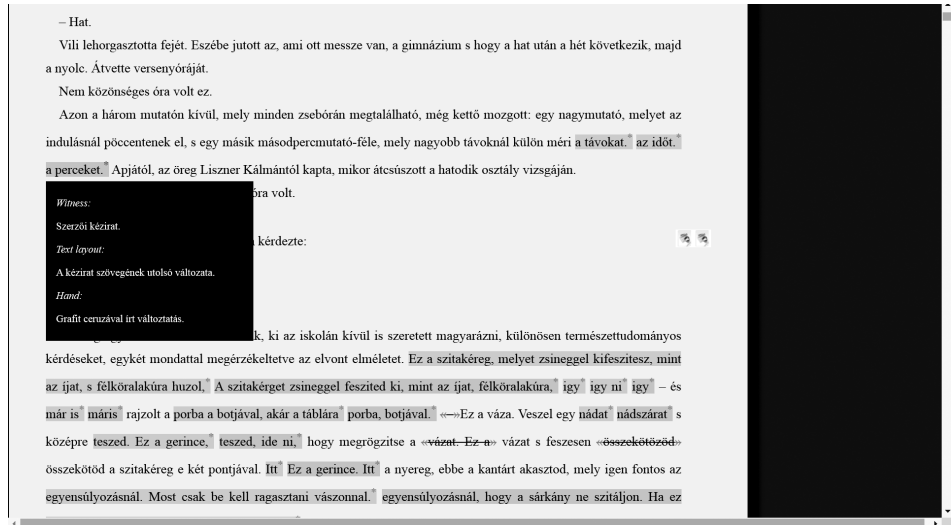 – Hat.
Vili lehorgasztotta fejét. Eszébe jutott az, ami ott messze van, a gimnázium s hogy a hat után a hét következik, majd
a nyolc. Átvette versenyóráját.
Nem közönséges óra volt ez.
Azon a három mutatón kívül, mely minden zsebórán megtalálható, még kettő mozgott: egy nagymutató, melyet az
indulásnál pöccentenek el, s egy másik másodpercmutató-féle, mely nagyobb távoknál külön méri a távokat.* az időt.*
a perceket.* Apjától, az öreg Liszner Kálmántól kapta, mikor átcsúszott a hatodik osztály vizsgáján.
óra volt.
kérdezte:
Witness:
Szerzői kézirat.
Text layout:
A kézirat szövegének utolsó változata.
Hand:
Grafit ceruzával írt változtatás.
k, ki az iskolán kívül is szeretett magyarázni, különösen természettudományos
kérdéseket, egykét mondattal megérzékeltetve az elvont elméletet. Ez a szitakéreg, melyet zsineggel kifeszitesz, mint
az íjat, s félköralakúra huzol,* A szitakérget zsineggel feszited ki, mint az íjat, félköralakúra,* igy* igy ni* igy* – és
már is* máris* rajzolt a porba a botjával, akár a táblára* porba, botjával.* «–»Ez a váza. Veszel egy nádat* nádszárat* s
középre teszed. Ez a gerince,* teszed, ide ni,* hogy megrögzitse a «vázat. Ez a» vázat s feszesen «összekötözöd»
összekötöd a szitakéreg e két pontjával. Itt* Ez a gerince. Itt* a nyereg, ebbe a kantárt akasztod, mely igen fontos az
egyensúlyozásnál. Most csak be kell ragasztani vászonnal.* egyensúlyozásnál, hogy a sárkány ne szitáljon. Ha ez